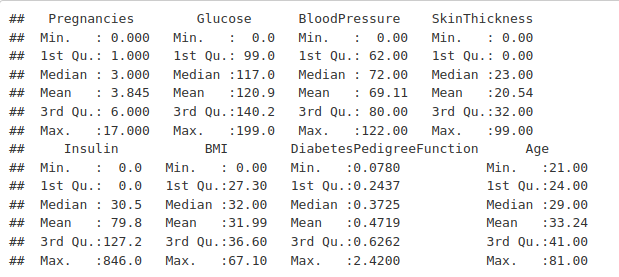 ##   Pregnancies        Glucose      BloodPressure    SkinThickness  
##  Min.   : 0.000   Min.   :  0.0   Min.   :  0.00   Min.   : 0.00  
##  1st Qu.: 1.000   1st Qu.: 99.0   1st Qu.: 62.00   1st Qu.: 0.00  
##  Median : 3.000   Median :117.0   Median : 72.00   Median :23.00  
##  Mean   : 3.845   Mean   :120.9   Mean   : 69.11   Mean   :20.54  
##  3rd Qu.: 6.000   3rd Qu.:140.2   3rd Qu.: 80.00   3rd Qu.:32.00  
##  Max.   :17.000   Max.   :199.0   Max.   :122.00   Max.   :99.00  
##     Insulin           BMI        DiabetesPedigreeFunction      Age       
##  Min.   :  0.0   Min.   : 0.00   Min.   :0.0780           Min.   :21.00  
##  1st Qu.:  0.0   1st Qu.:27.30   1st Qu.:0.2437           1st Qu.:24.00  
##  Median : 30.5   Median :32.00   Median :0.3725           Median :29.00  
##  Mean   : 79.8   Mean   :31.99   Mean   :0.4719           Mean   :33.24  
##  3rd Qu.:127.2   3rd Qu.:36.60   3rd Qu.:0.6262           3rd Qu.:41.00  
##  Max.   :846.0   Max.   :67.10   Max.   :2.4200           Max.   :81.00